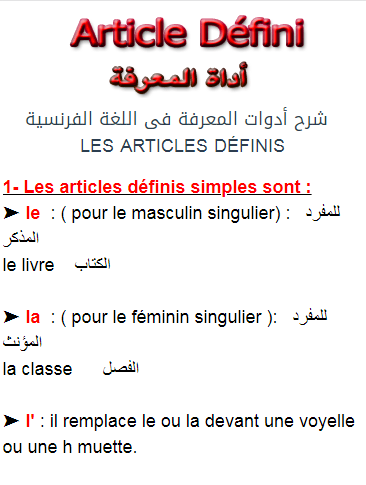 Article Défini
أداة المعرفة
شرح أدوات المعرفة فى اللغة الفرنسية
LES ARTICLES DÉFINIS
1- Les articles définis simples sont :
➤ le : ( pour le masculin singulier) : للمفرد
المذكر
le livre الكتاب
➤ la : ( pour le féminin singulier ): للمفرد
المؤنث
la classe الفصل
➤ l' : il remplace le ou la devant une voyelle
ou une h muette.